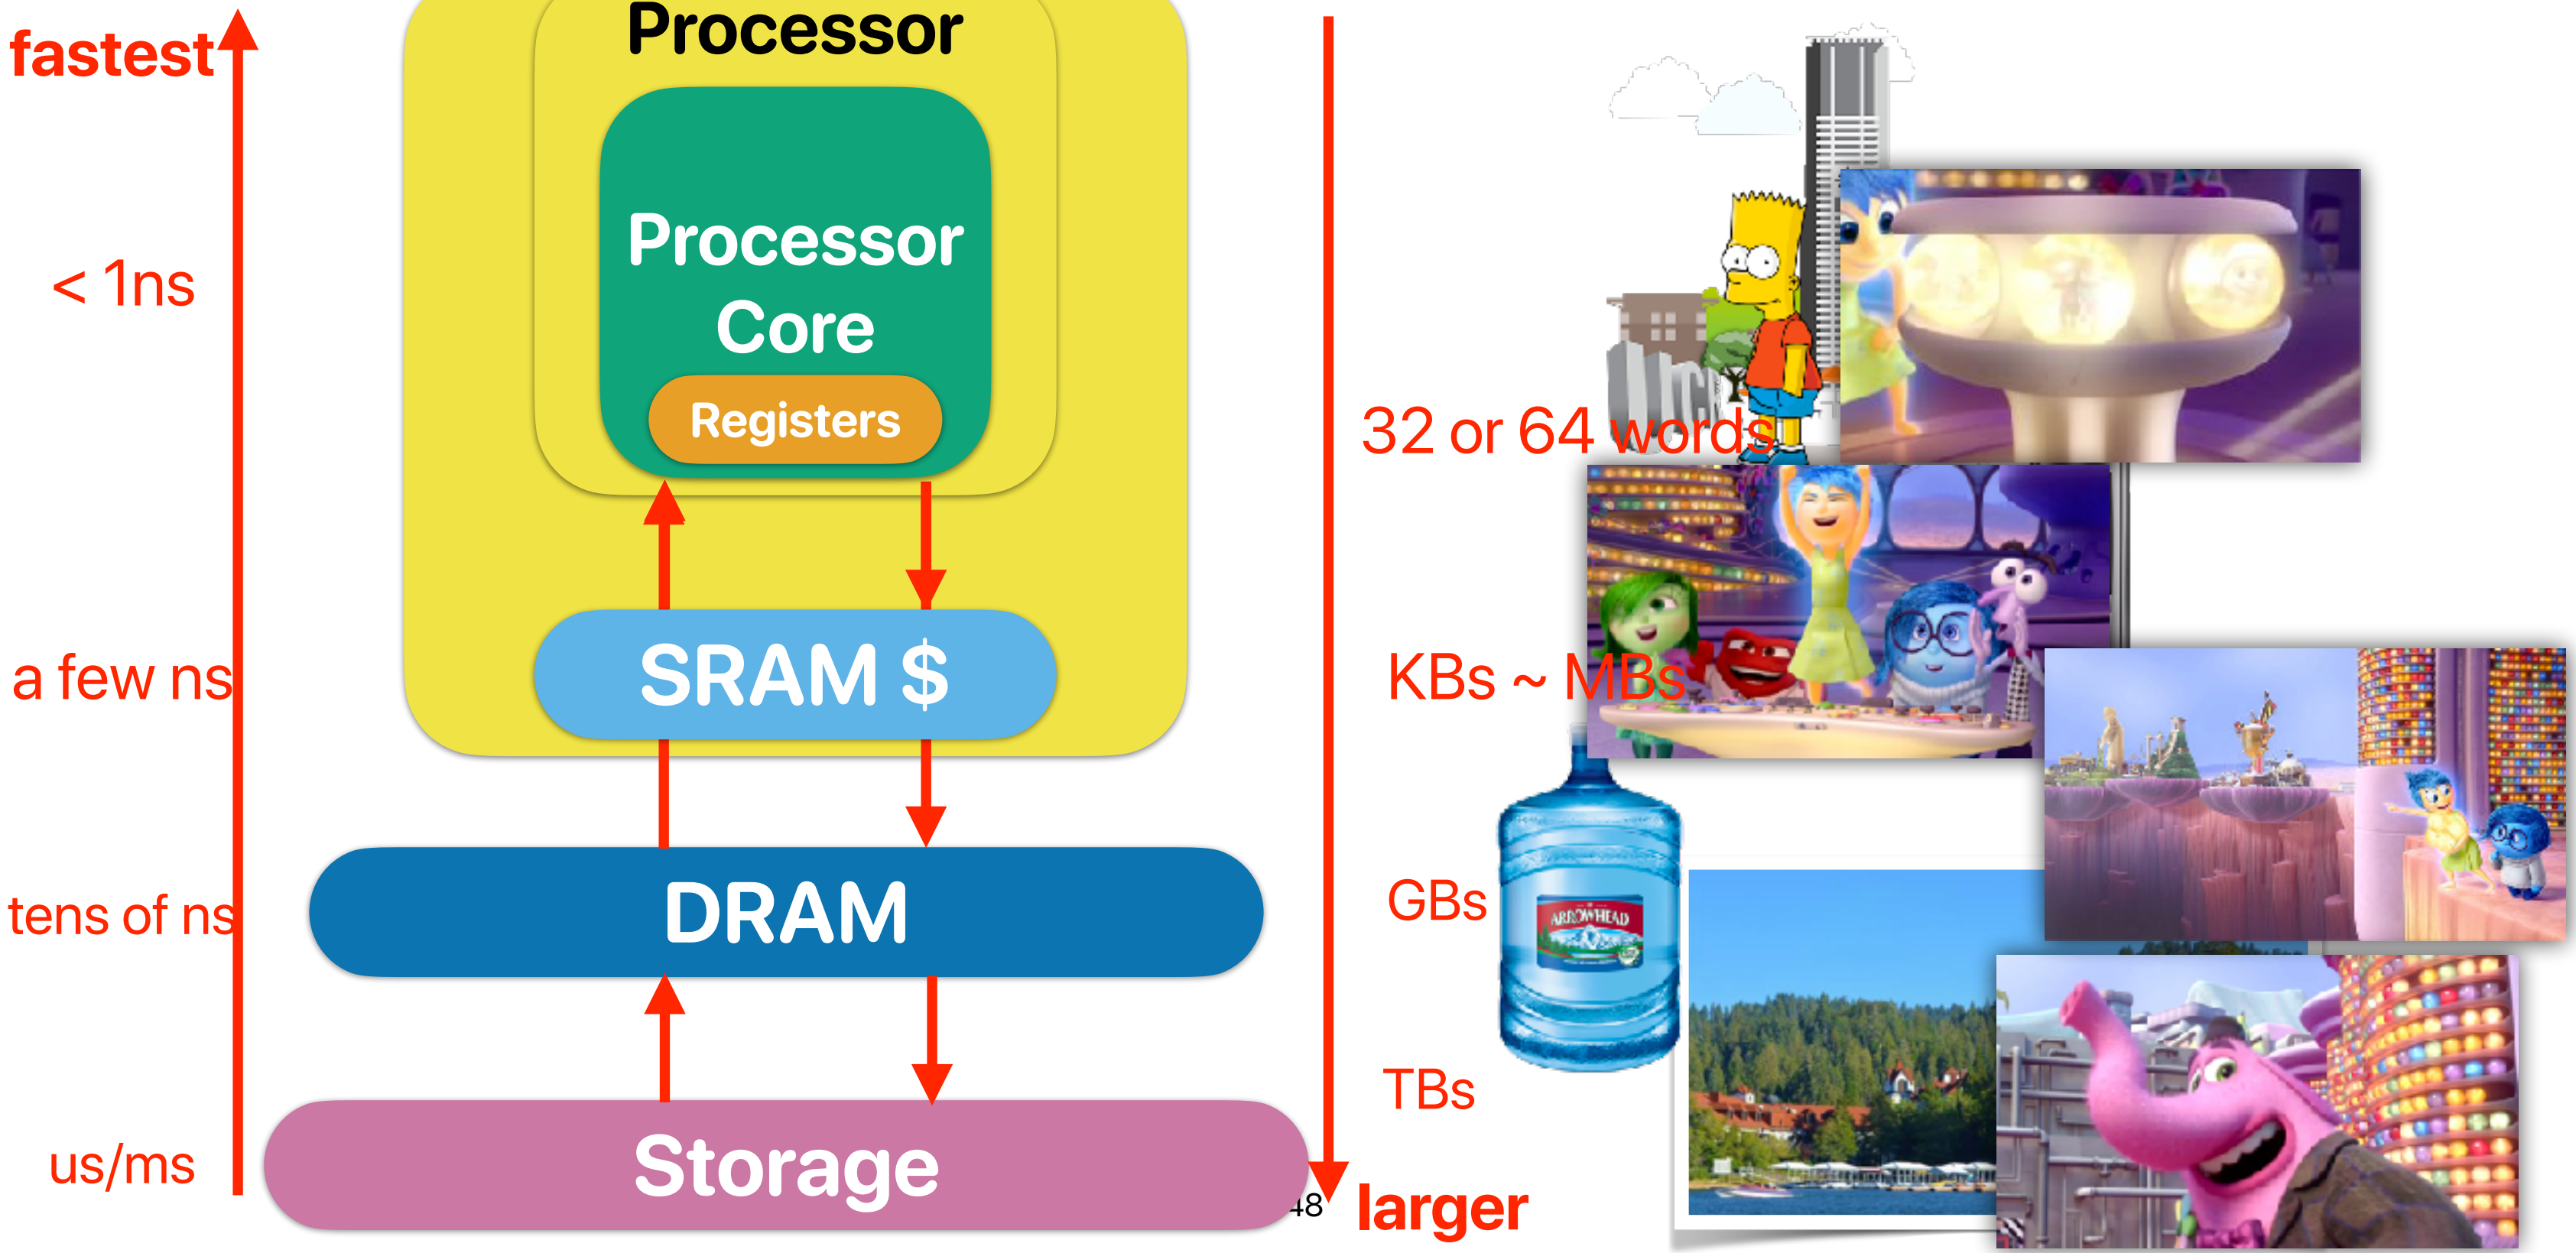 Processor
fastest
Processor
Core
< 1ns
Registers
32 or 64 words
SRAM $
a few ns
KBs ~ MBs
DRAM
tens of ns
GBs
ARROWHEAD
TBs
Storage
us/ms
48
larger